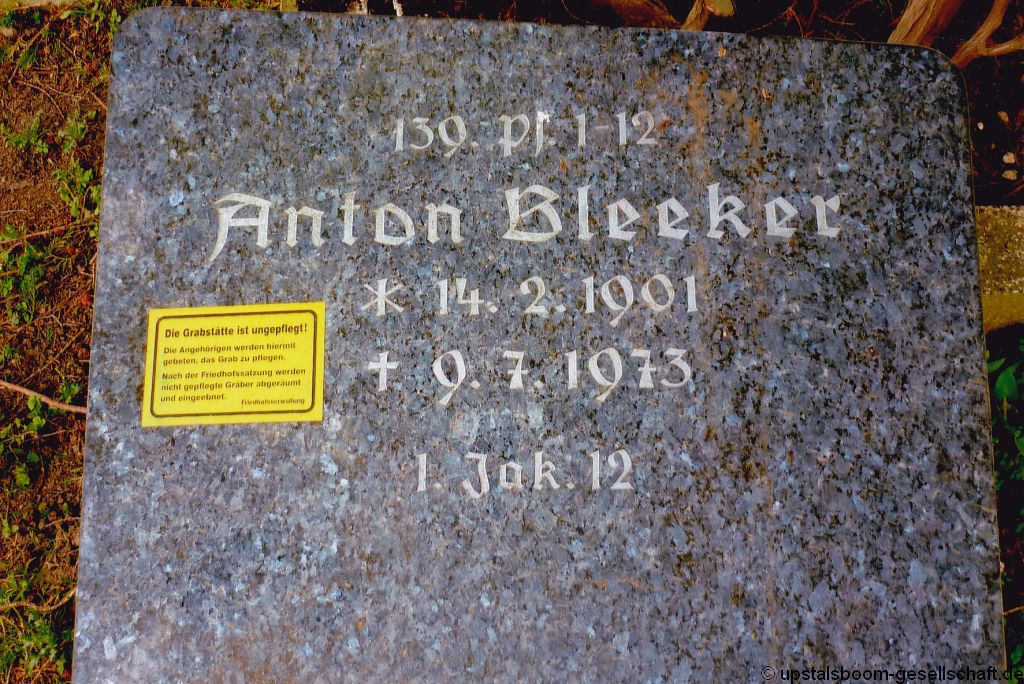 139. Pf. 1-12
Anton Bleeker
* 14. 2. 1901
† 9. 7. 1973
1. Jak. 12
Die Grabstätte ist ungepflegt!
Die Angehörigen werden hiermit
gebeten, das Grab zu pflegen.
Nach der Friedhofssatzung werden
nicht gepflegte Gräber abgeräumt
und eingeebnet.
Friedhofsverwaltung
© upstalsboom-gesellschaft.de